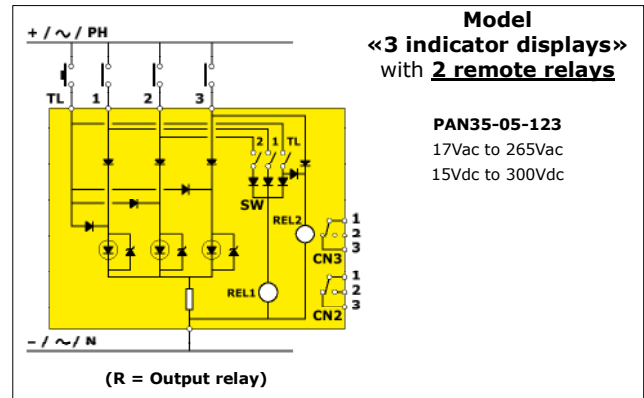 + / ∿ / PH
TL 1 2 3
2 1 TL
SW
REL2
1
2
3
CN3
REL1
1
2
3
CN2
– / ∿ / N
(R = Output relay)
Model
«3 indicator displays»
with 2 remote relays
PAN35-05-123
17Vac to 265Vac
15Vdc to 300Vdc